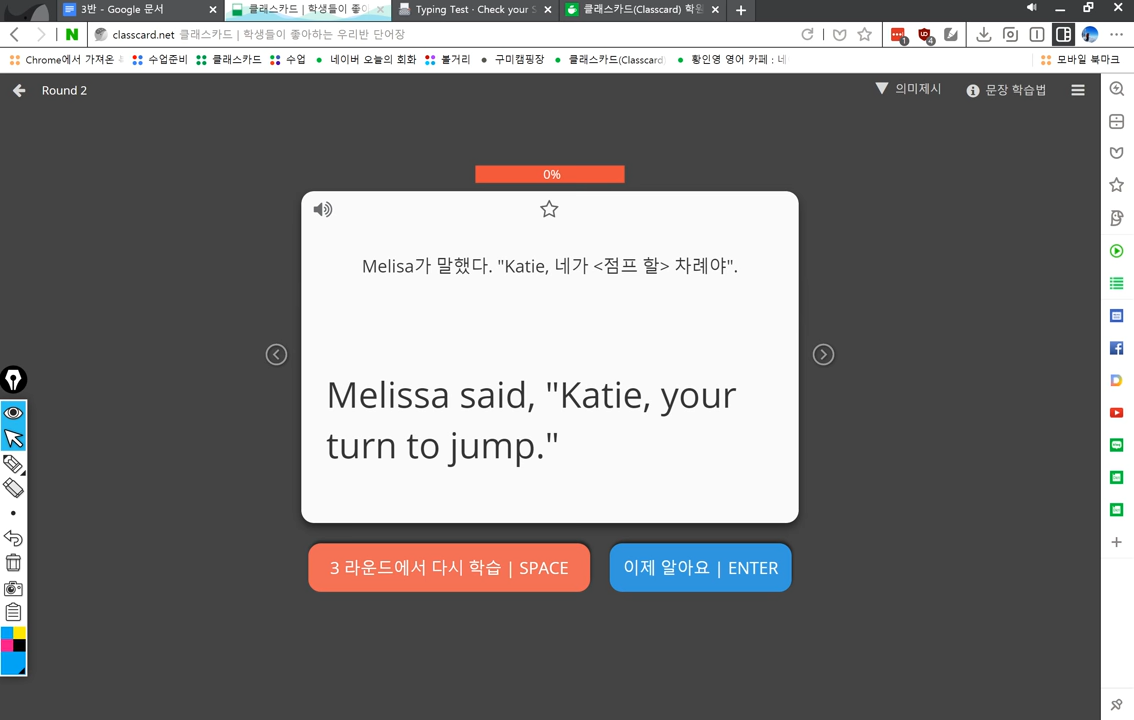 3반 - Google 문서
클래스카드 | 학생들이 좋아
Typing Test · Check your S
클래스카드(Classcard) 학원
N
classcard.net 클래스카드 | 학생들이 좋아하는 우리반 단어장
1
4
Chrome에서 가져온
수업준비
클래스카드
수업
네이버 오늘의 회화
볼거리
구미캠핑장
클래스카드(Classcard
황인영 영어 카페 : 네
모바일 북마크
Round 2
의미제시
문장 학습법
0%
Melisa가 말했다. "Katie, 네가 <점프 할> 차례야".
Melissa said, "Katie, your
turn to jump."
3 라운드에서 다시 학습 | SPACE
이제 알아요 | ENTER